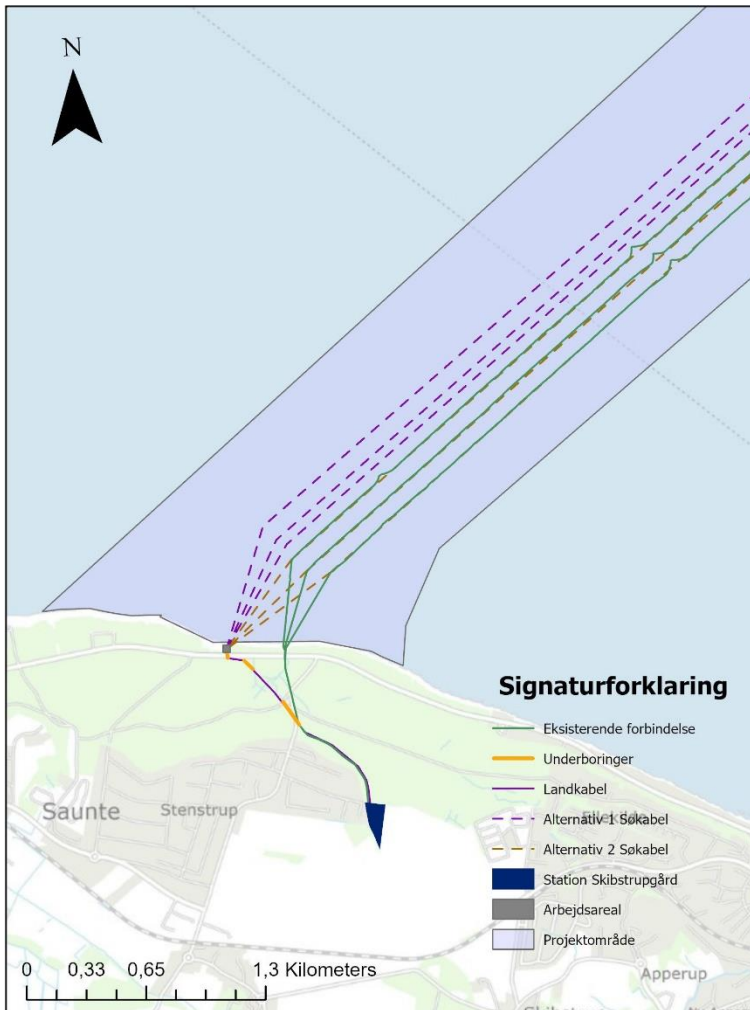 N
Signaturforklaring
Eksisterende forbindelse
Underboringer
Landkabel
Alternativ 1 Søkabel
Alternativ 2 Søkabel
Station Skibstrupgård
Arbejdsareal
Projektområde
Saunte
Stenstrup
Ellekilde
Apperup
0 0,33 0,65 1,3 Kilometers